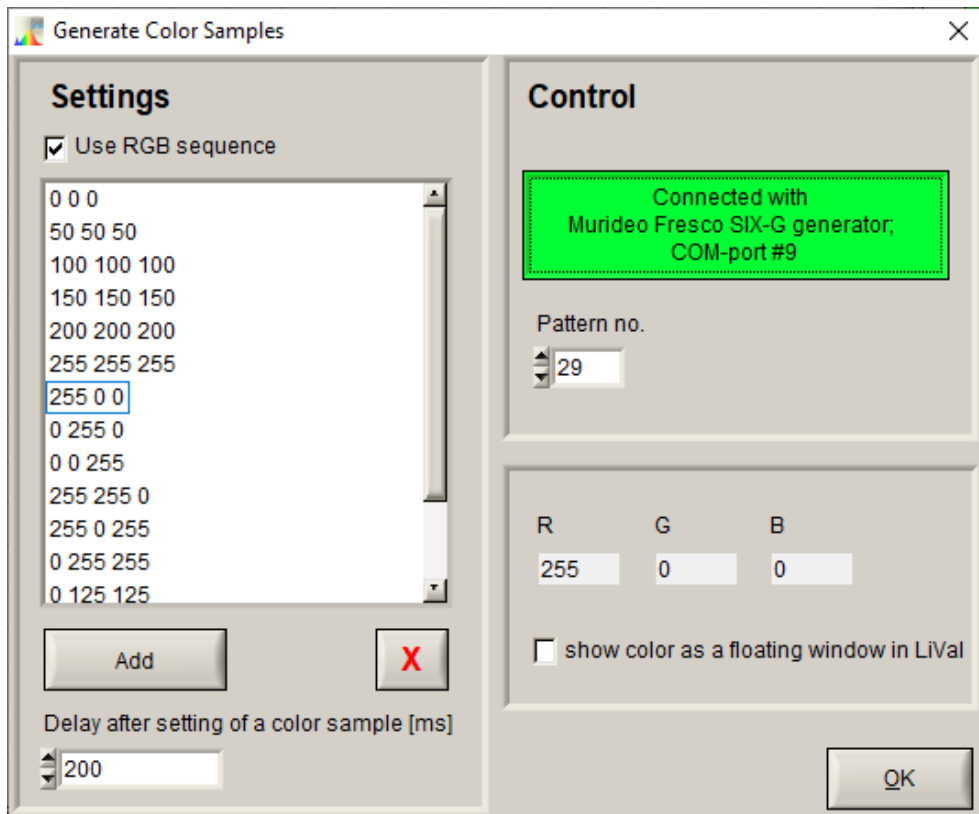 Generate Color Samples
Settings
Use RGB sequence
0 0 0
50 50 50
100 100 100
150 150 150
200 200 200
255 255 255
255 0 0
0 255 0
0 0 255
255 255 0
255 0 255
0 255 255
0 125 125
Add
X
Delay after setting of a color sample [ms]
200
Control
Connected with
Murideo Fresco SIX-G generator;
COM-port #9
Pattern no.
29
R G B
255 0 0
show color as a floating window in LiVal
OK